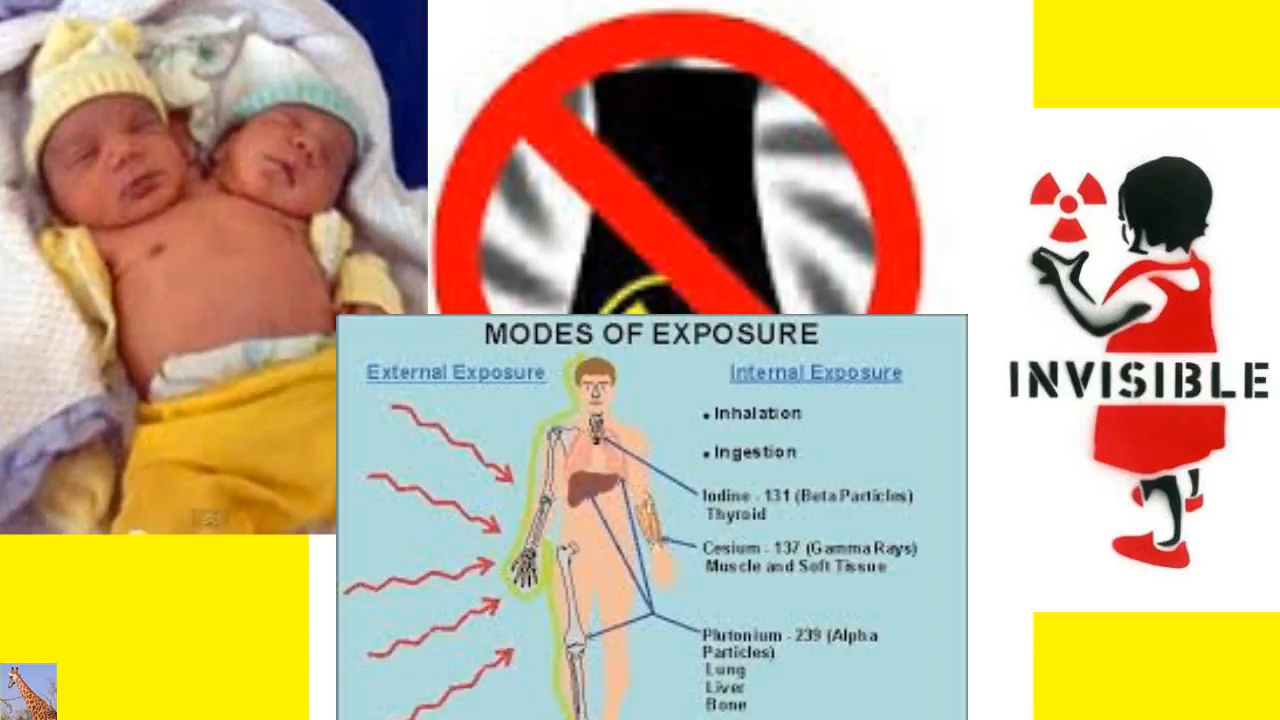 MODES OF EXPOSURE
External Exposure
Internal Exposure
• Inhalation
• Ingestion
Iodine - 131 (Beta Particles)
Thyroid
Cesium - 137 (Gamma Rays)
Muscle and Soft Tissue
Plutonium - 239 (Alpha
Particles)
Lung
Liver
Bone
INVISIBLE